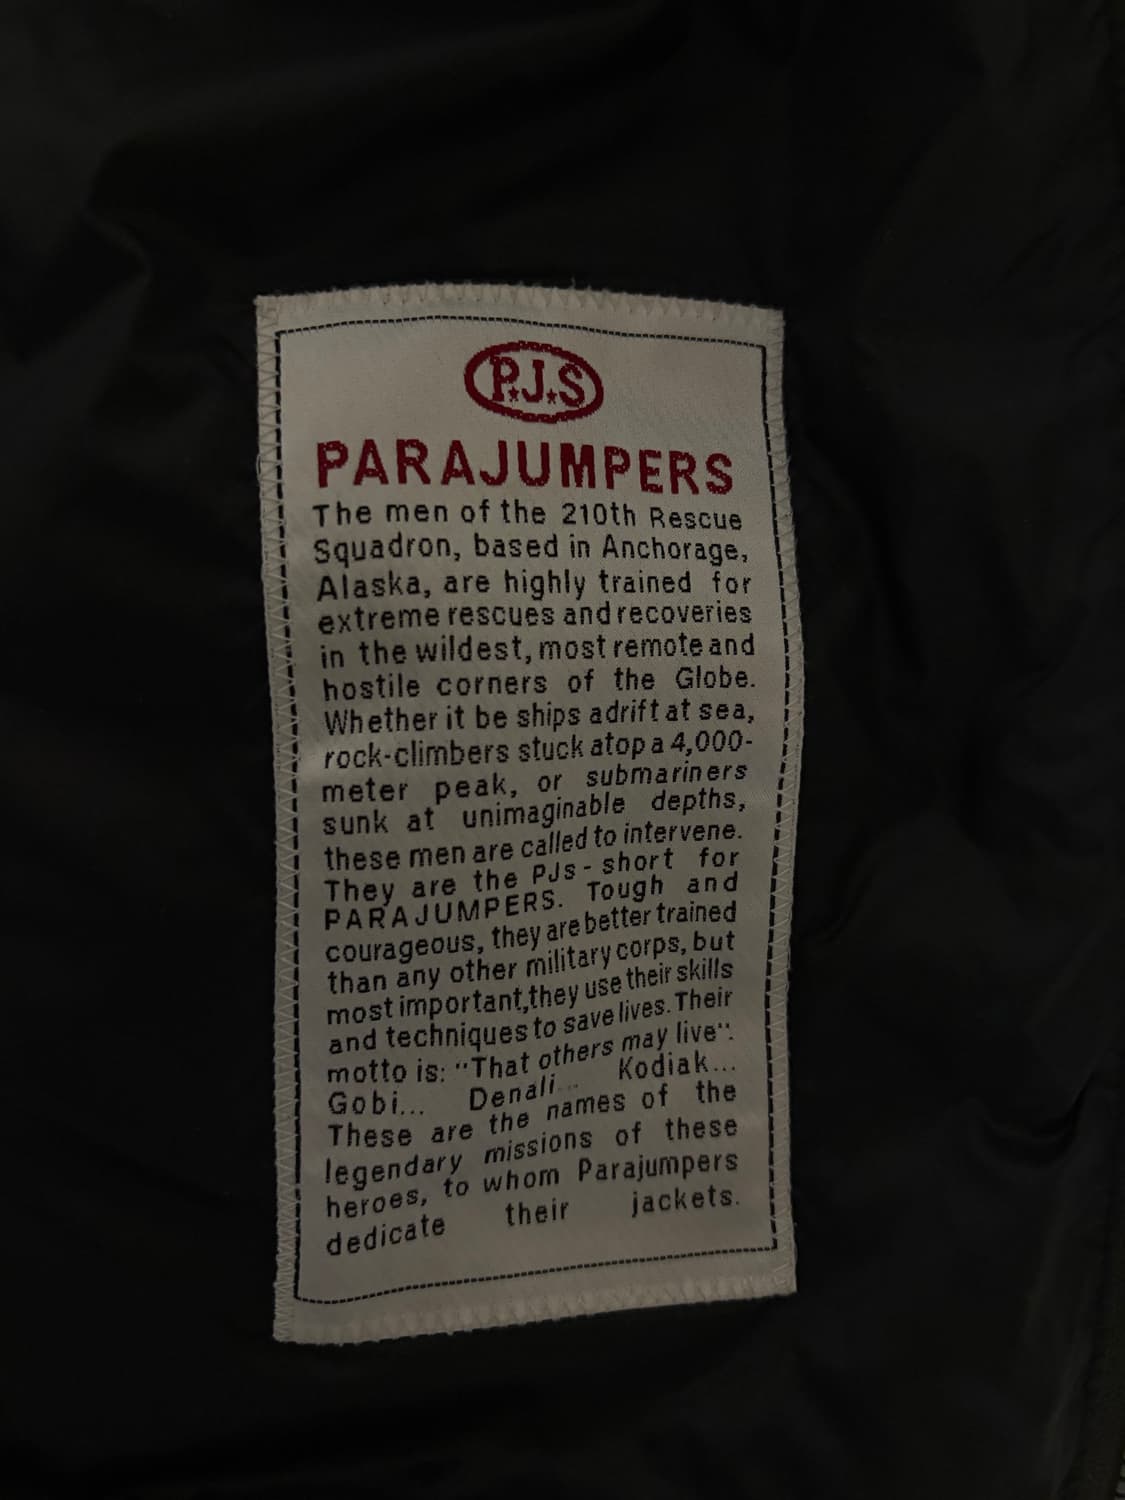 P.J.S
PARAJUMPERS
The men of the 210th Rescue
Squadron, based in Anchorage,
Alaska, are highly trained for
extreme rescues and recoveries
in the wildest, most remote and
hostile corners of the Globe.
Whether it be ships adrift at sea,
rock-climbers stuck atop a 4,000-
meter peak, or submariners
sunk at unimaginable depths,
these men are called to intervene.
They are the PJs - short for
PARAJUMPERS. Tough and
courageous, they are better trained
than any other military corps, but
most important,they use their skills
and techniques to save lives. Their
motto is: "That others may live".
Gobi... Denali... Kodiak...
These are the names of the
legendary missions of these
heroes, to whom Parajumpers
dedicate their jackets.